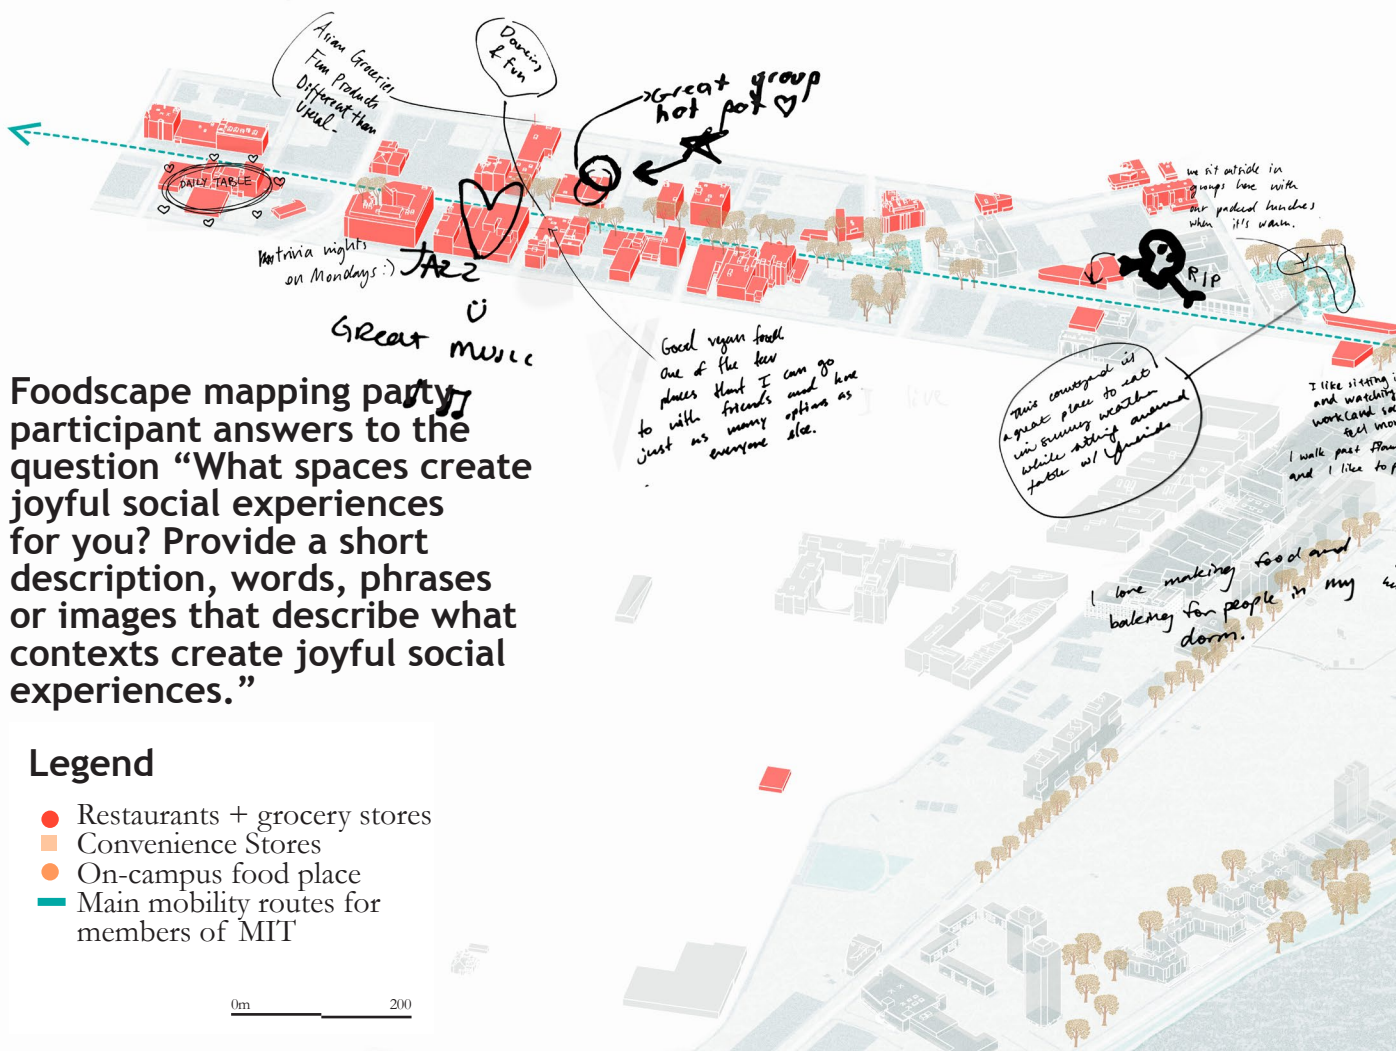 Asian Groceries
Fun Products
Different than
Usual-
Dancing
& fun
Great group
hot pot ♡
DAILY TABLE
trivia nights
on Mondays :)
JAZZ
GReat music
we sit outside in
groups here with
our packed lunches
when it's warm.
RIP
Good vegan food
one of the few
places that I can go
to with friends and have
just as many options as
everyone else.
I love
this courtyard is
a great place to eat
in sunny weather
while sitting around
table w/ friends
I like sitting i
and watching
work (and so
feel mor
I walk past Flou
and I like to p
I love making food and
baking for people in my
dorm.
Foodscape mapping party
participant answers to the
question “What spaces create
joyful social experiences
for you? Provide a short
description, words, phrases
or images that describe what
contexts create joyful social
experiences.”
Legend
Restaurants + grocery stores
Convenience Stores
On-campus food place
Main mobility routes for
members of MIT
0m 200